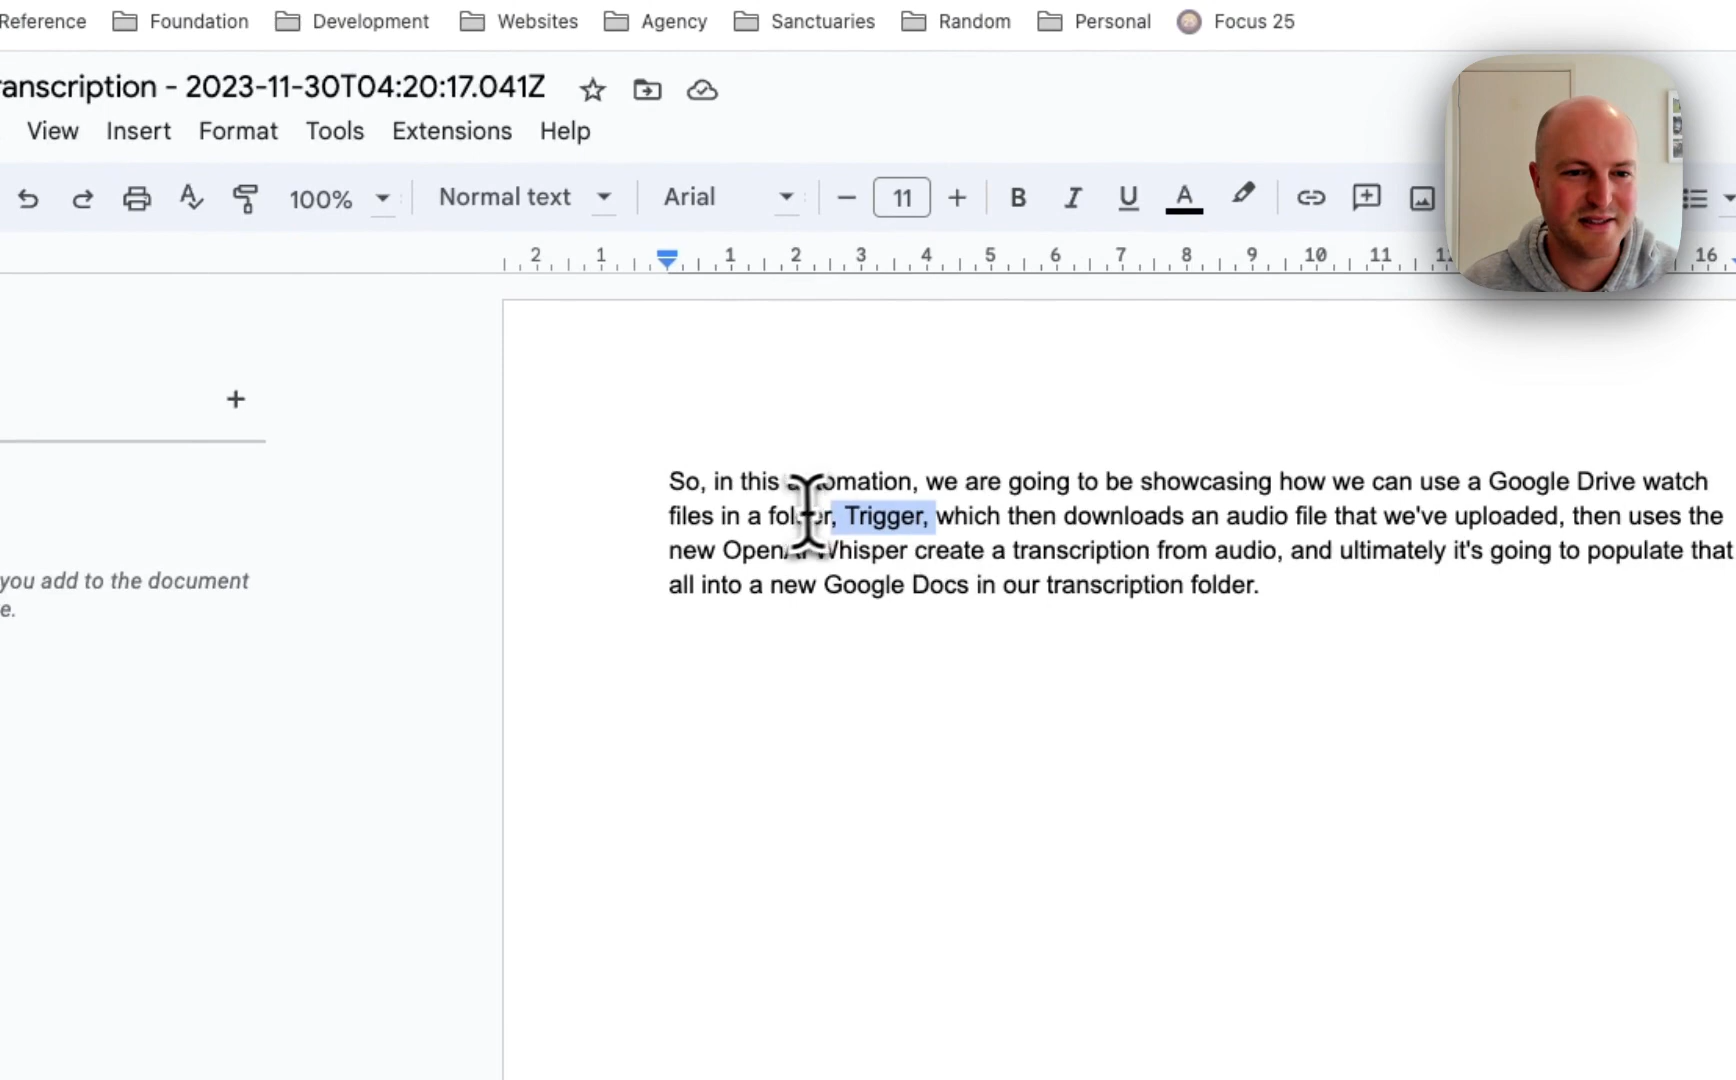 Reference Foundation Development Websites Agency Sanctuaries Random Personal Focus 25
anscription - 2023-11-30T04:20:17.041Z
View Insert Format Tools Extensions Help
100% Normal text Arial 11 B I U A
2 1 1 2 3 4 5 6 7 8 9 10 11 16
So, in this automation, we are going to be showcasing how we can use a Google Drive watch
files in a folder, Trigger, which then downloads an audio file that we've uploaded, then uses the
new Whisper create a transcription from audio, and ultimately it's going to populate that
all into a new Google Docs in our transcription folder.
you add to the document
e.